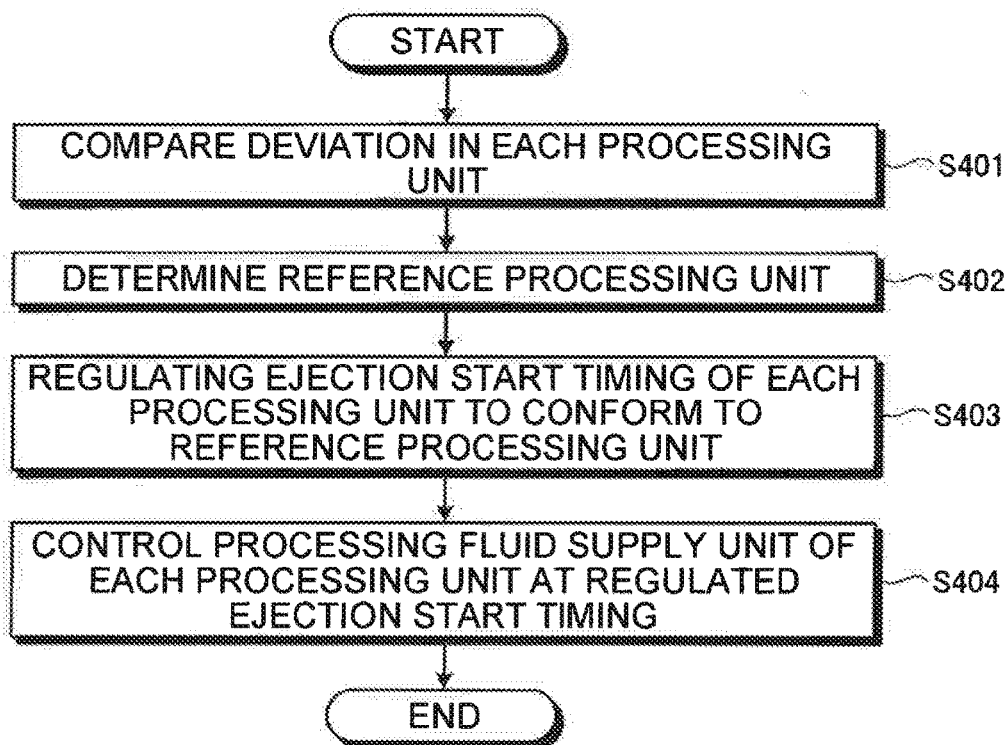 START
COMPARE DEVIATION IN EACH PROCESSING
UNIT
S401
DETERMINE REFERENCE PROCESSING UNIT
S402
REGULATING EJECTION START TIMING OF EACH
PROCESSING UNIT TO CONFORM TO
REFERENCE PROCESSING UNIT
S403
CONTROL PROCESSING FLUID SUPPLY UNIT OF
EACH PROCESSING UNIT AT REGULATED
EJECTION START TIMING
S404
END